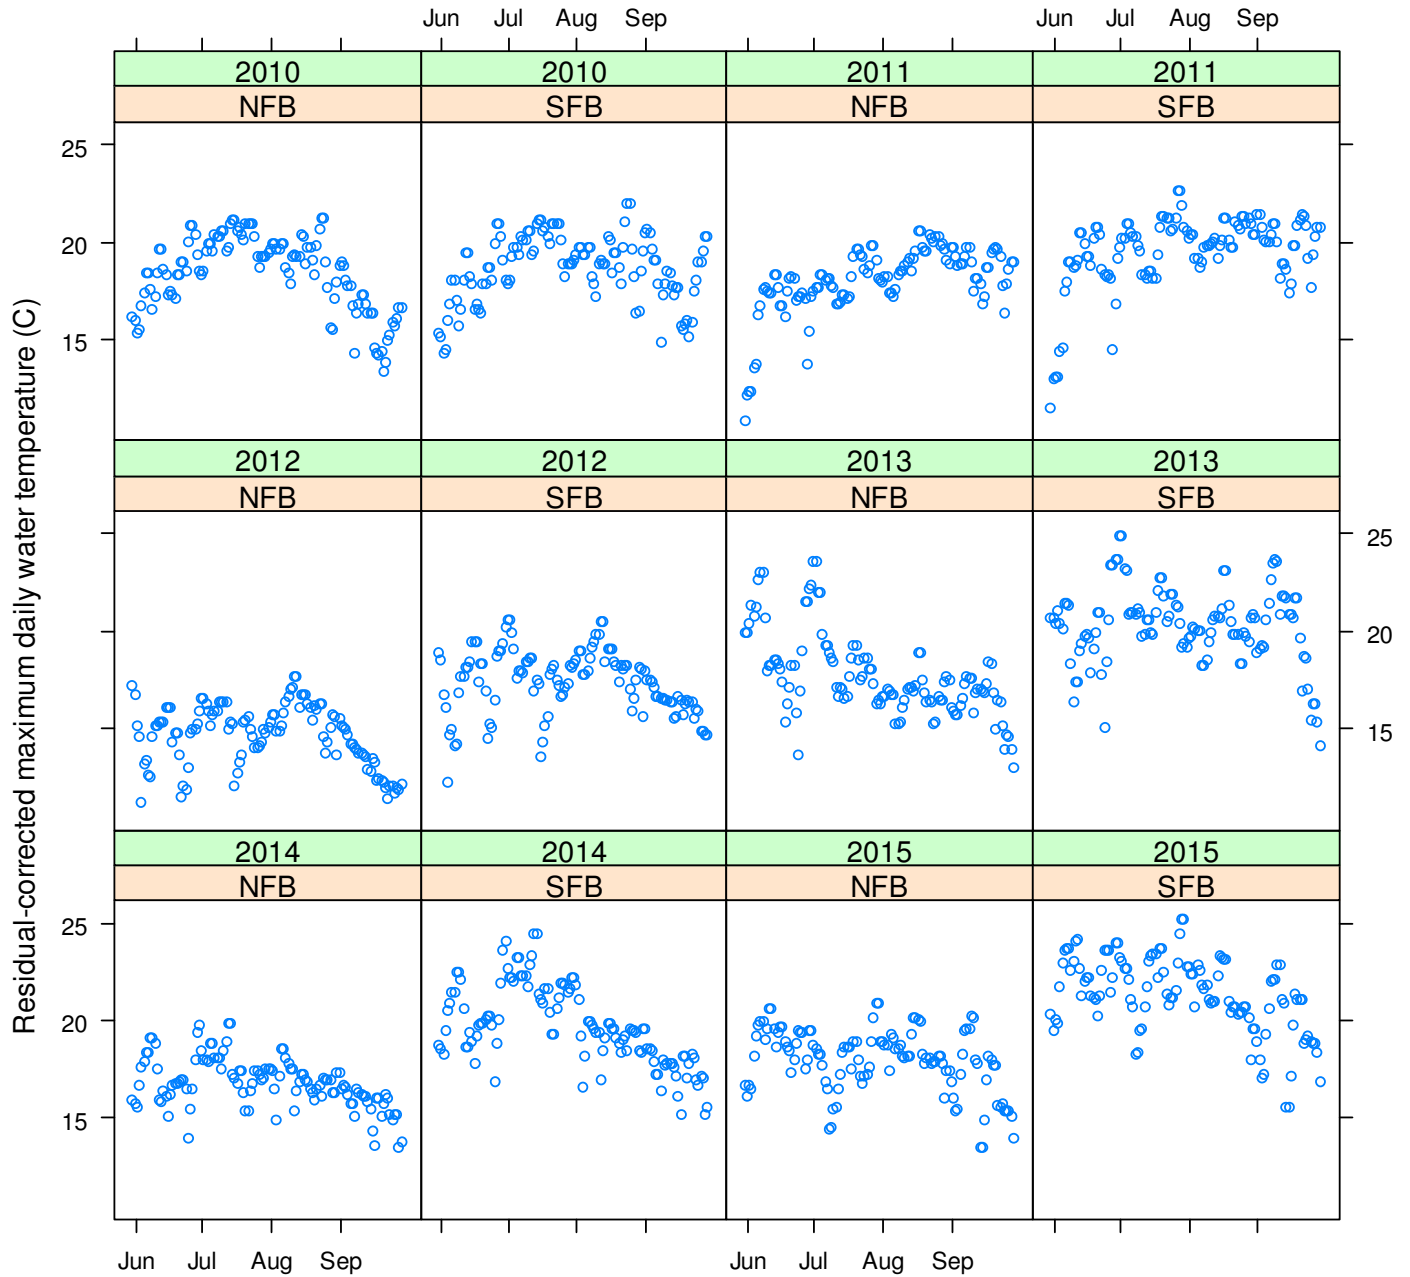 Jun Jul Aug Sep Jun Jul Aug Sep
2010 2010 2011 2011
NFB SFB NFB SFB
25
20
15
2012 2012 2013 2013
NFB SFB NFB SFB
25
20
15
2014 2014 2015 2015
NFB SFB NFB SFB
25
20
15
Jun Jul Aug Sep Jun Jul Aug Sep
Residual-corrected maximum daily water temperature (C)